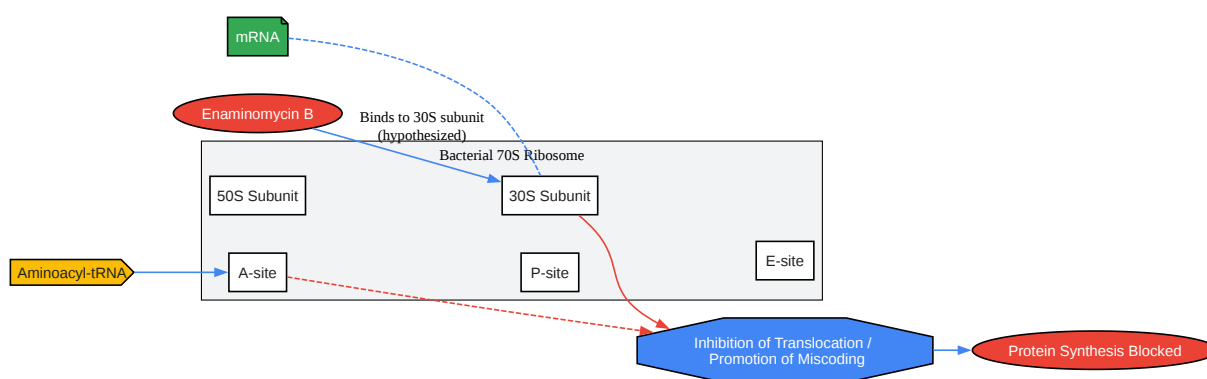 mRNA
Enaminomycin B
Binds to 30S subunit
(hypothesized)
Bacterial 70S Ribosome
50S Subunit
30S Subunit
Aminoacyl-tRNA
A-site
P-site
E-site
Inhibition of Translocation /
Promotion of Miscoding
Protein Synthesis Blocked